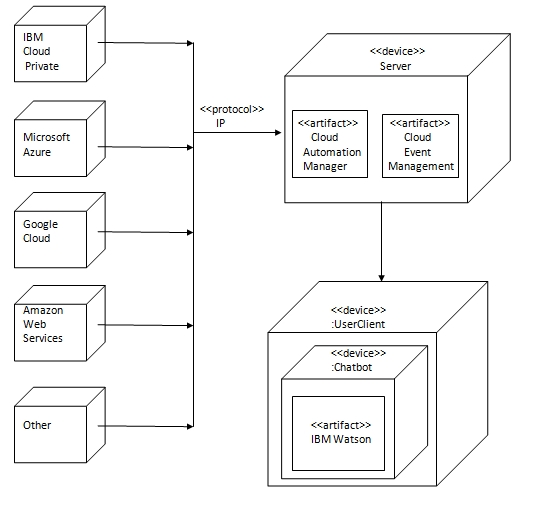 IBM
Cloud
Private
Microsoft
Azure
Google
Cloud
Amazon
Web
Services
Other
<<protocol>>
IP
<<device>>
Server
<<artifact>>
Cloud
Automation
Manager
<<artifact>>
Cloud
Event
Management
<<device>>
:UserClient
<<device>>
:Chatbot
<<artifact>>
IBM Watson